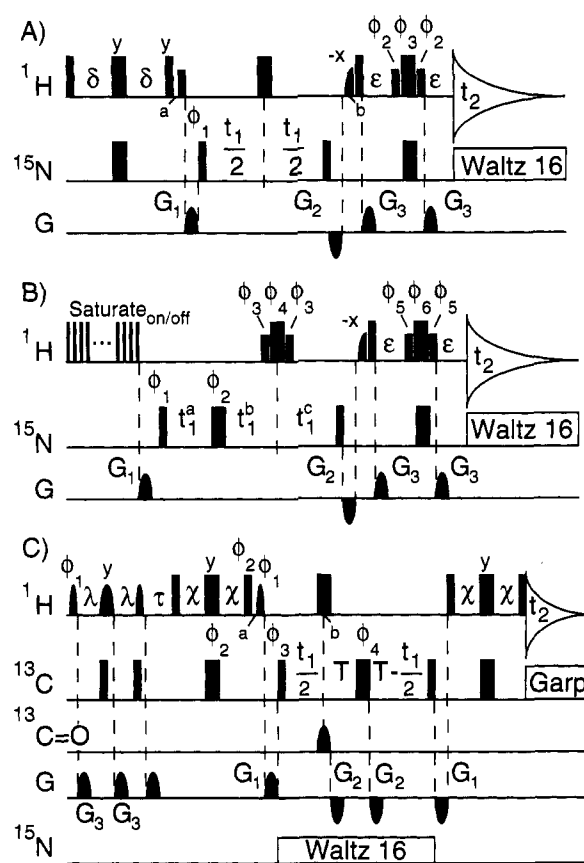 A)
y y -x ϕ2 ϕ3 ϕ2
1H δ δ ε ε t2
a b
ϕ1 t1/2 t1/2
15N Waltz 16
G G1 G2 G3 G3
B)
Saturate on/off ϕ3 ϕ4 ϕ3 -x ϕ5 ϕ6 ϕ5
1H ... ε ε t2
ϕ1 ϕ2
15N t1a t1b t1c Waltz 16
G G1 G2 G3 G3
C)
ϕ1 y y ϕ2 ϕ1 y
1H λ λ τ χ χ χ χ t2
a b
ϕ2 ϕ3 ϕ4
13C t1/2 T T-t1/2 Garp
13C=O
G G3 G3 G1 G2 G2 G1
15N Waltz 16